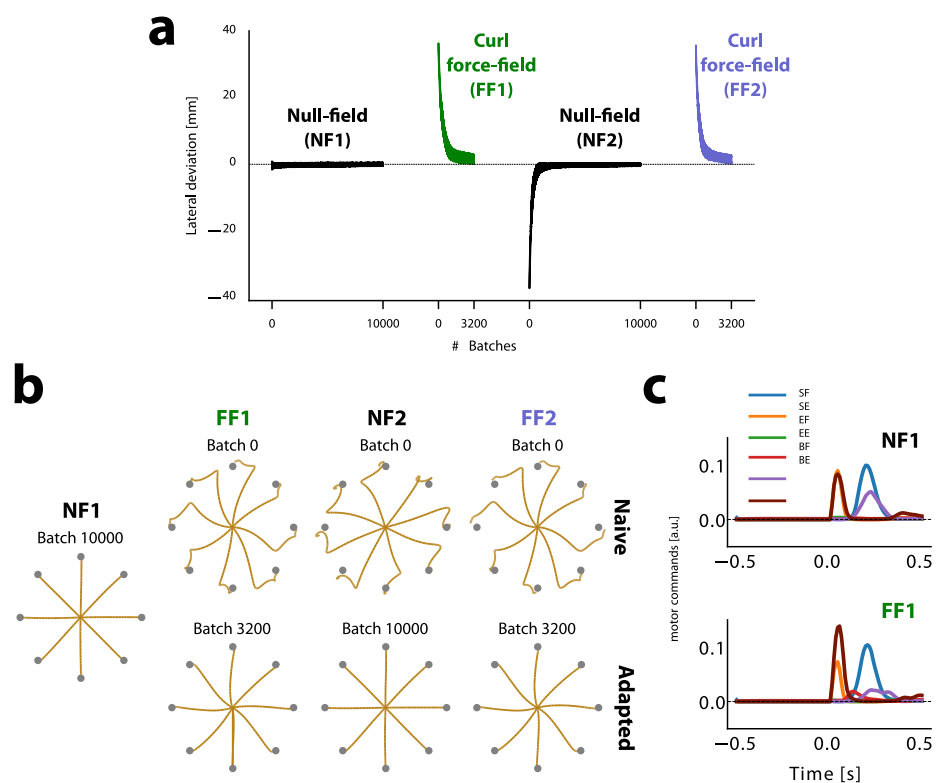 a
Lateral deviation [mm]
40
20
0
—20
—40
Null-field
(NF1)
Curl
force-field
(FF1)
Null-field
(NF2)
Curl
force-field
(FF2)
0
10000
0
3200
0
10000
0
3200
# Batches
b
NF1
Batch 10000
FF1
Batch 0
NF2
Batch 0
FF2
Batch 0
Naive
Batch 3200
Batch 10000
Batch 3200
Adapted
c
SF
SE
EF
EE
BF
BE
NF1
0.1
0.0
−0.5
0.0
0.5
motor commands [a.u.]
FF1
0.1
0.0
−0.5
0.0
0.5
Time [s]